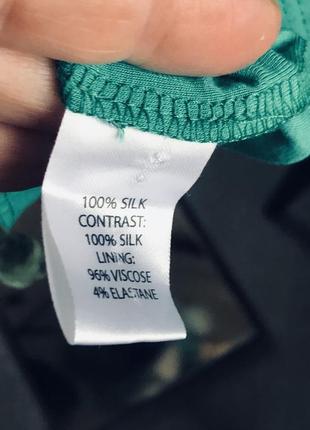 100% SILK
CONTRAST:
100% SILK
LINING:
96% VISCOSE
4% ELASTANE